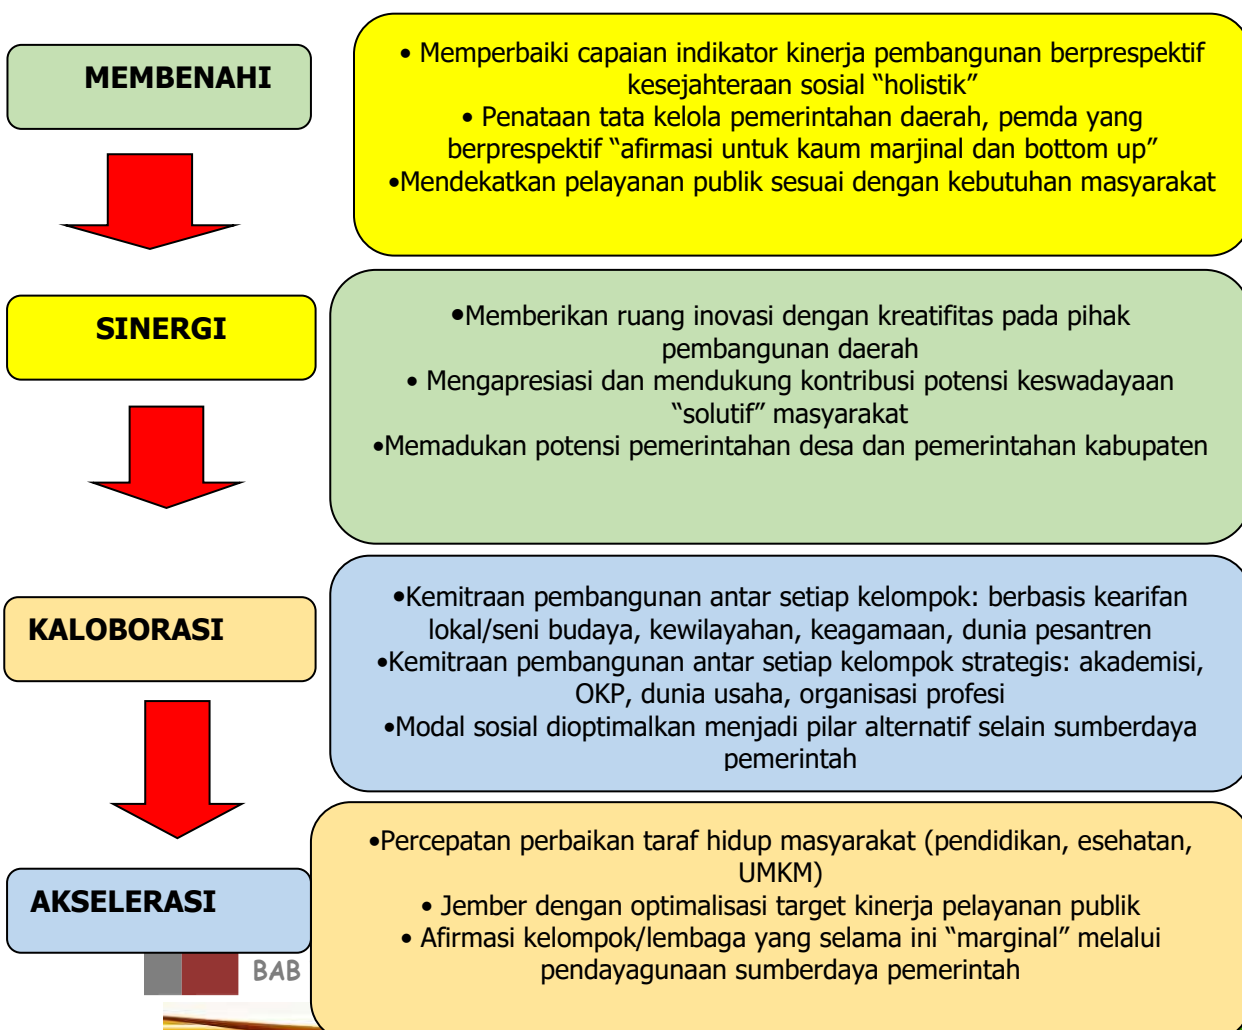 MEMBENAHI
• Memperbaiki capaian indikator kinerja pembangunan berprespektif
kesejahteraan sosial “holistik”
• Penataan tata kelola pemerintahan daerah, pemda yang
berprespektif “afirmasi untuk kaum marjinal dan bottom up”
•Mendekatkan pelayanan publik sesuai dengan kebutuhan masyarakat
SINERGI
•Memberikan ruang inovasi dengan kreatifitas pada pihak
pembangunan daerah
• Mengapresiasi dan mendukung kontribusi potensi keswadayaan
“solutif” masyarakat
•Memadukan potensi pemerintahan desa dan pemerintahan kabupaten
KALOBORASI
•Kemitraan pembangunan antar setiap kelompok: berbasis kearifan
lokal/seni budaya, kewilayahan, keagamaan, dunia pesantren
•Kemitraan pembangunan antar setiap kelompok strategis: akademisi,
OKP, dunia usaha, organisasi profesi
•Modal sosial dioptimalkan menjadi pilar alternatif selain sumberdaya
pemerintah
AKSELERASI
•Percepatan perbaikan taraf hidup masyarakat (pendidikan, esehatan,
UMKM)
• Jember dengan optimalisasi target kinerja pelayanan publik
• Afirmasi kelompok/lembaga yang selama ini “marginal” melalui
pendayagunaan sumberdaya pemerintah
BAB